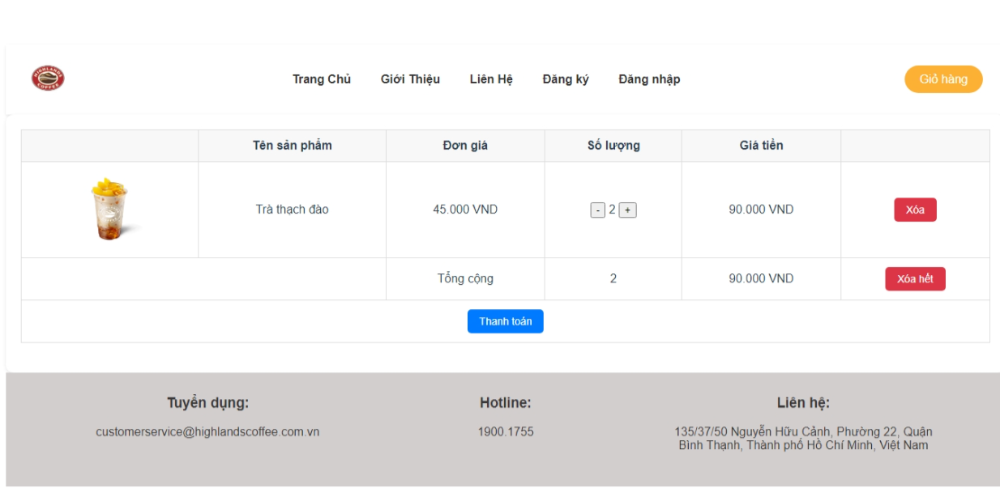 HIGHLANDS COFFEE
Trang Chủ Giới Thiệu Liên Hệ Đăng ký Đăng nhập Giỏ hàng
Tên sản phẩm Đơn giá Số lượng Giá tiền
Trà thạch đào 45.000 VND - 2 + 90.000 VND Xóa
Tổng cộng 2 90.000 VND Xóa hết
Thanh toán
Tuyển dụng: Hotline: Liên hệ:
customerservice@highlandscoffee.com.vn 1900.1755 135/37/50 Nguyễn Hữu Cảnh, Phường 22, Quận
Bình Thạnh, Thành phố Hồ Chí Minh, Việt Nam